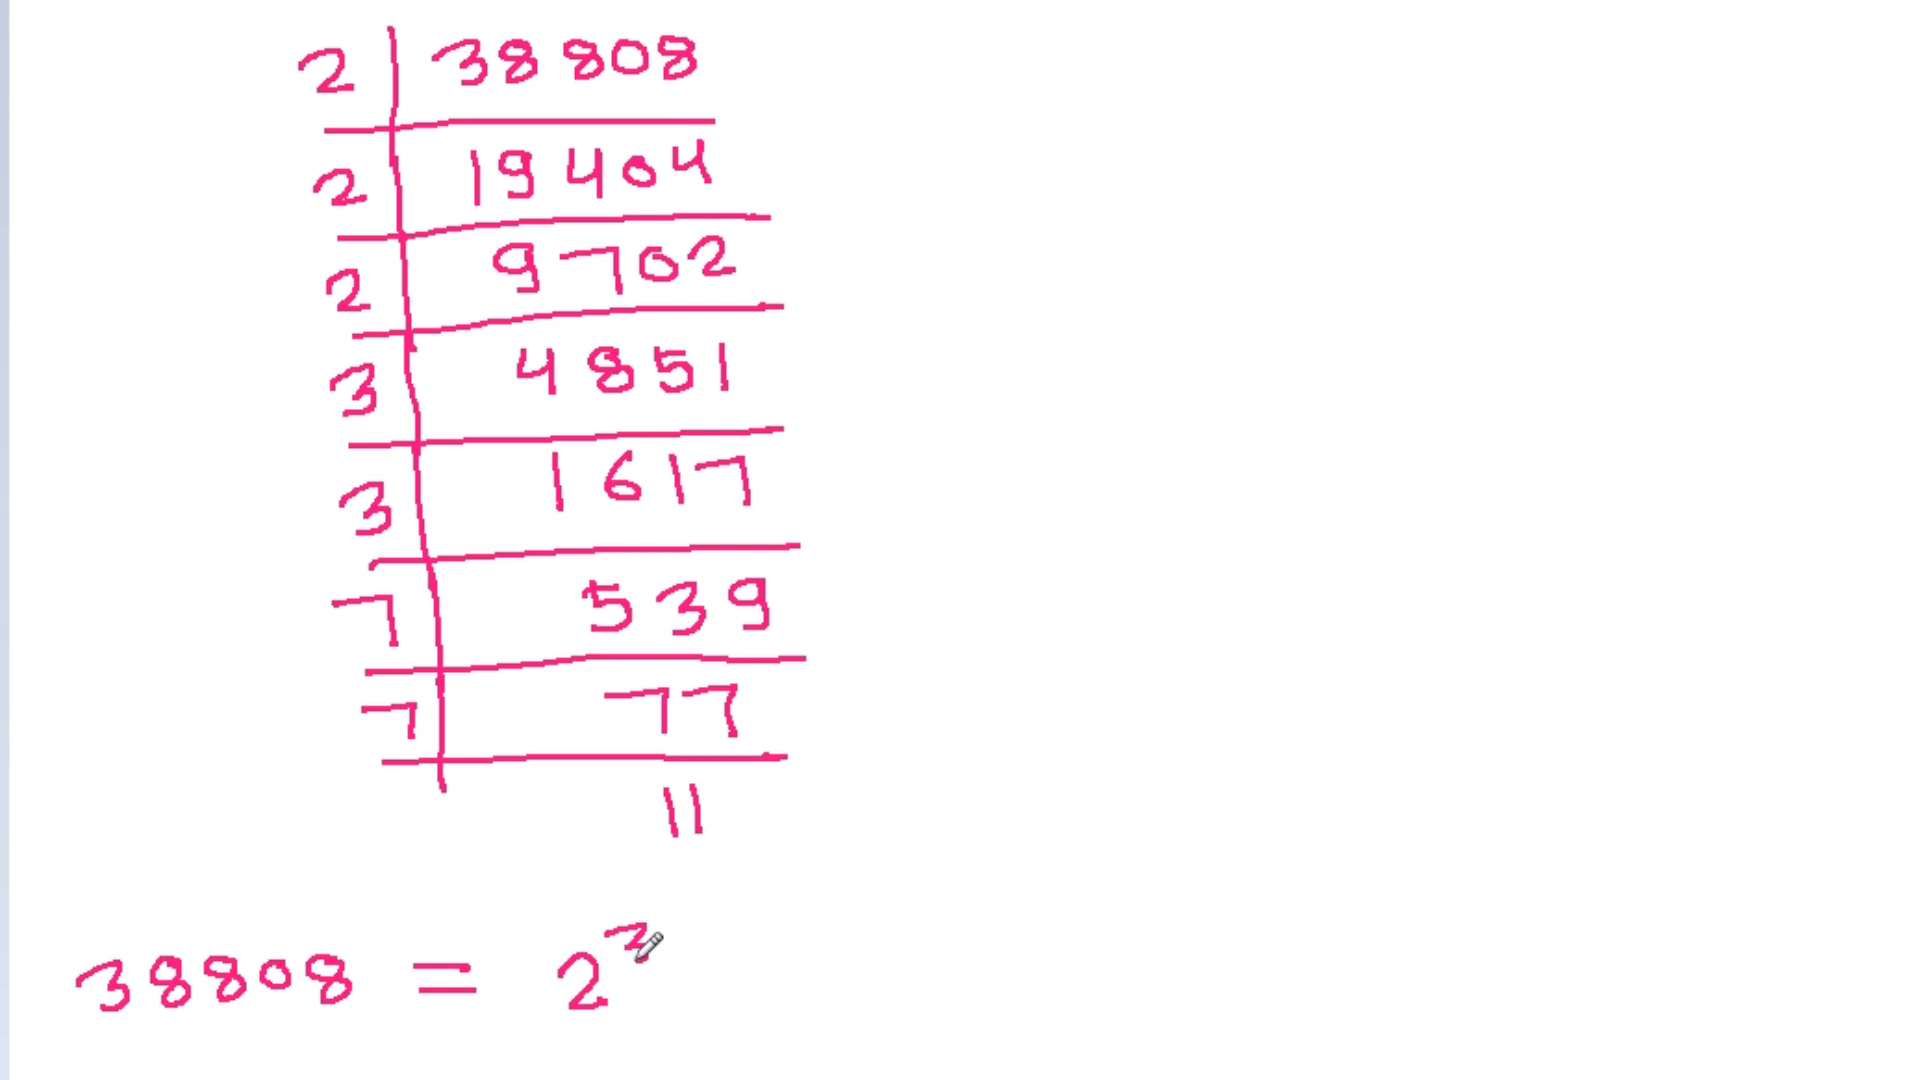 2 | 38808
2 | 19404
2 | 9702
3 | 4851
3 | 1617
7 | 539
7 | 77
11
38808 = 2³